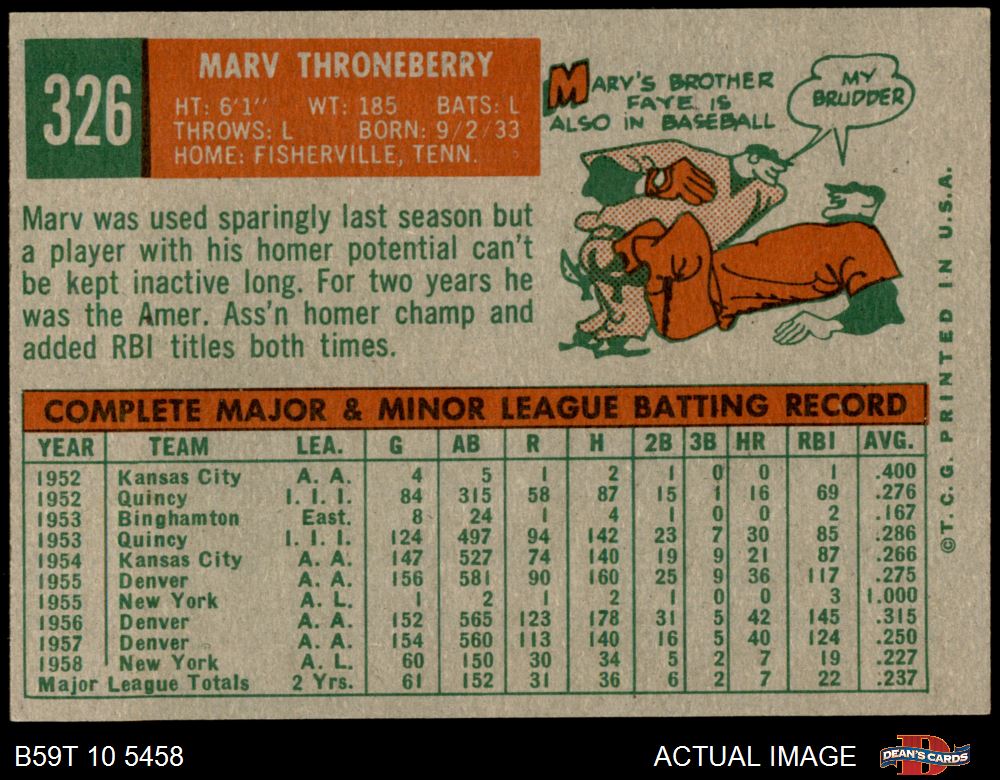 326
MARV THRONEBERRY
HT: 6'1" WT: 185 BATS: L
THROWS: L BORN: 9/2/33
HOME: FISHERVILLE, TENN.
MARV'S BROTHER
FAYE IS
ALSO IN BASEBALL
MY
BRUDDER
Marv was used sparingly last season but
a player with his homer potential can't
be kept inactive long. For two years he
was the Amer. Ass'n homer champ and
added RBI titles both times.
COMPLETE MAJOR & MINOR LEAGUE BATTING RECORD
YEAR TEAM LEA. G AB R H 2B 3B HR RBI AVG.
1952 Kansas City A. A. 4 5 1 2 1 0 0 1 .400
1952 Quincy I. I. I. 84 315 58 87 15 1 16 69 .276
1953 Binghamton East. 8 24 1 4 1 0 0 2 .167
1953 Quincy I. I. I. 124 497 94 142 23 7 30 85 .286
1954 Kansas City A. A. 147 527 74 140 19 9 21 87 .266
1955 Denver A. A. 156 581 90 160 25 9 36 117 .275
1955 New York A. L. 1 2 1 2 1 0 0 3 1.000
1956 Denver A. A. 152 565 123 178 31 5 42 145 .315
1957 Denver A. A. 154 560 113 140 16 5 40 124 .250
1958 New York A. L. 60 150 30 34 5 2 7 19 .227
Major League Totals 2 Yrs. 61 152 31 36 6 2 7 22 .237
©T.C.G. PRINTED IN U.S.A.
B59T 10 5458
ACTUAL IMAGE
D
DEAN'S CARDS